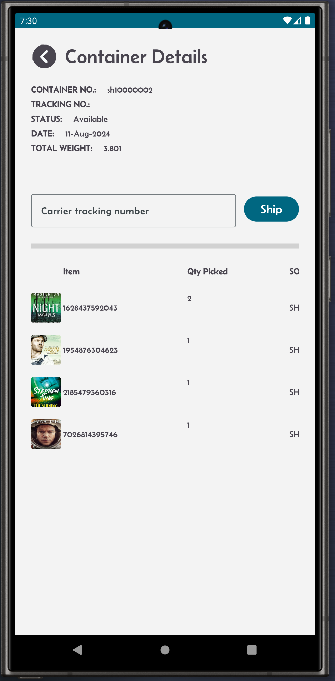 7:30
Container Details
CONTAINER NO.: sh10000002
TRACKING NO.:
STATUS: Available
DATE: 11-Aug-2024
TOTAL WEIGHT: 3.801
Carrier tracking number
Ship
Item Qty Picked SO
NIGHT 1628437592043 2 SH
1954876304623 1 SH
2185479360316 1 SH
7026814395746 1 SH